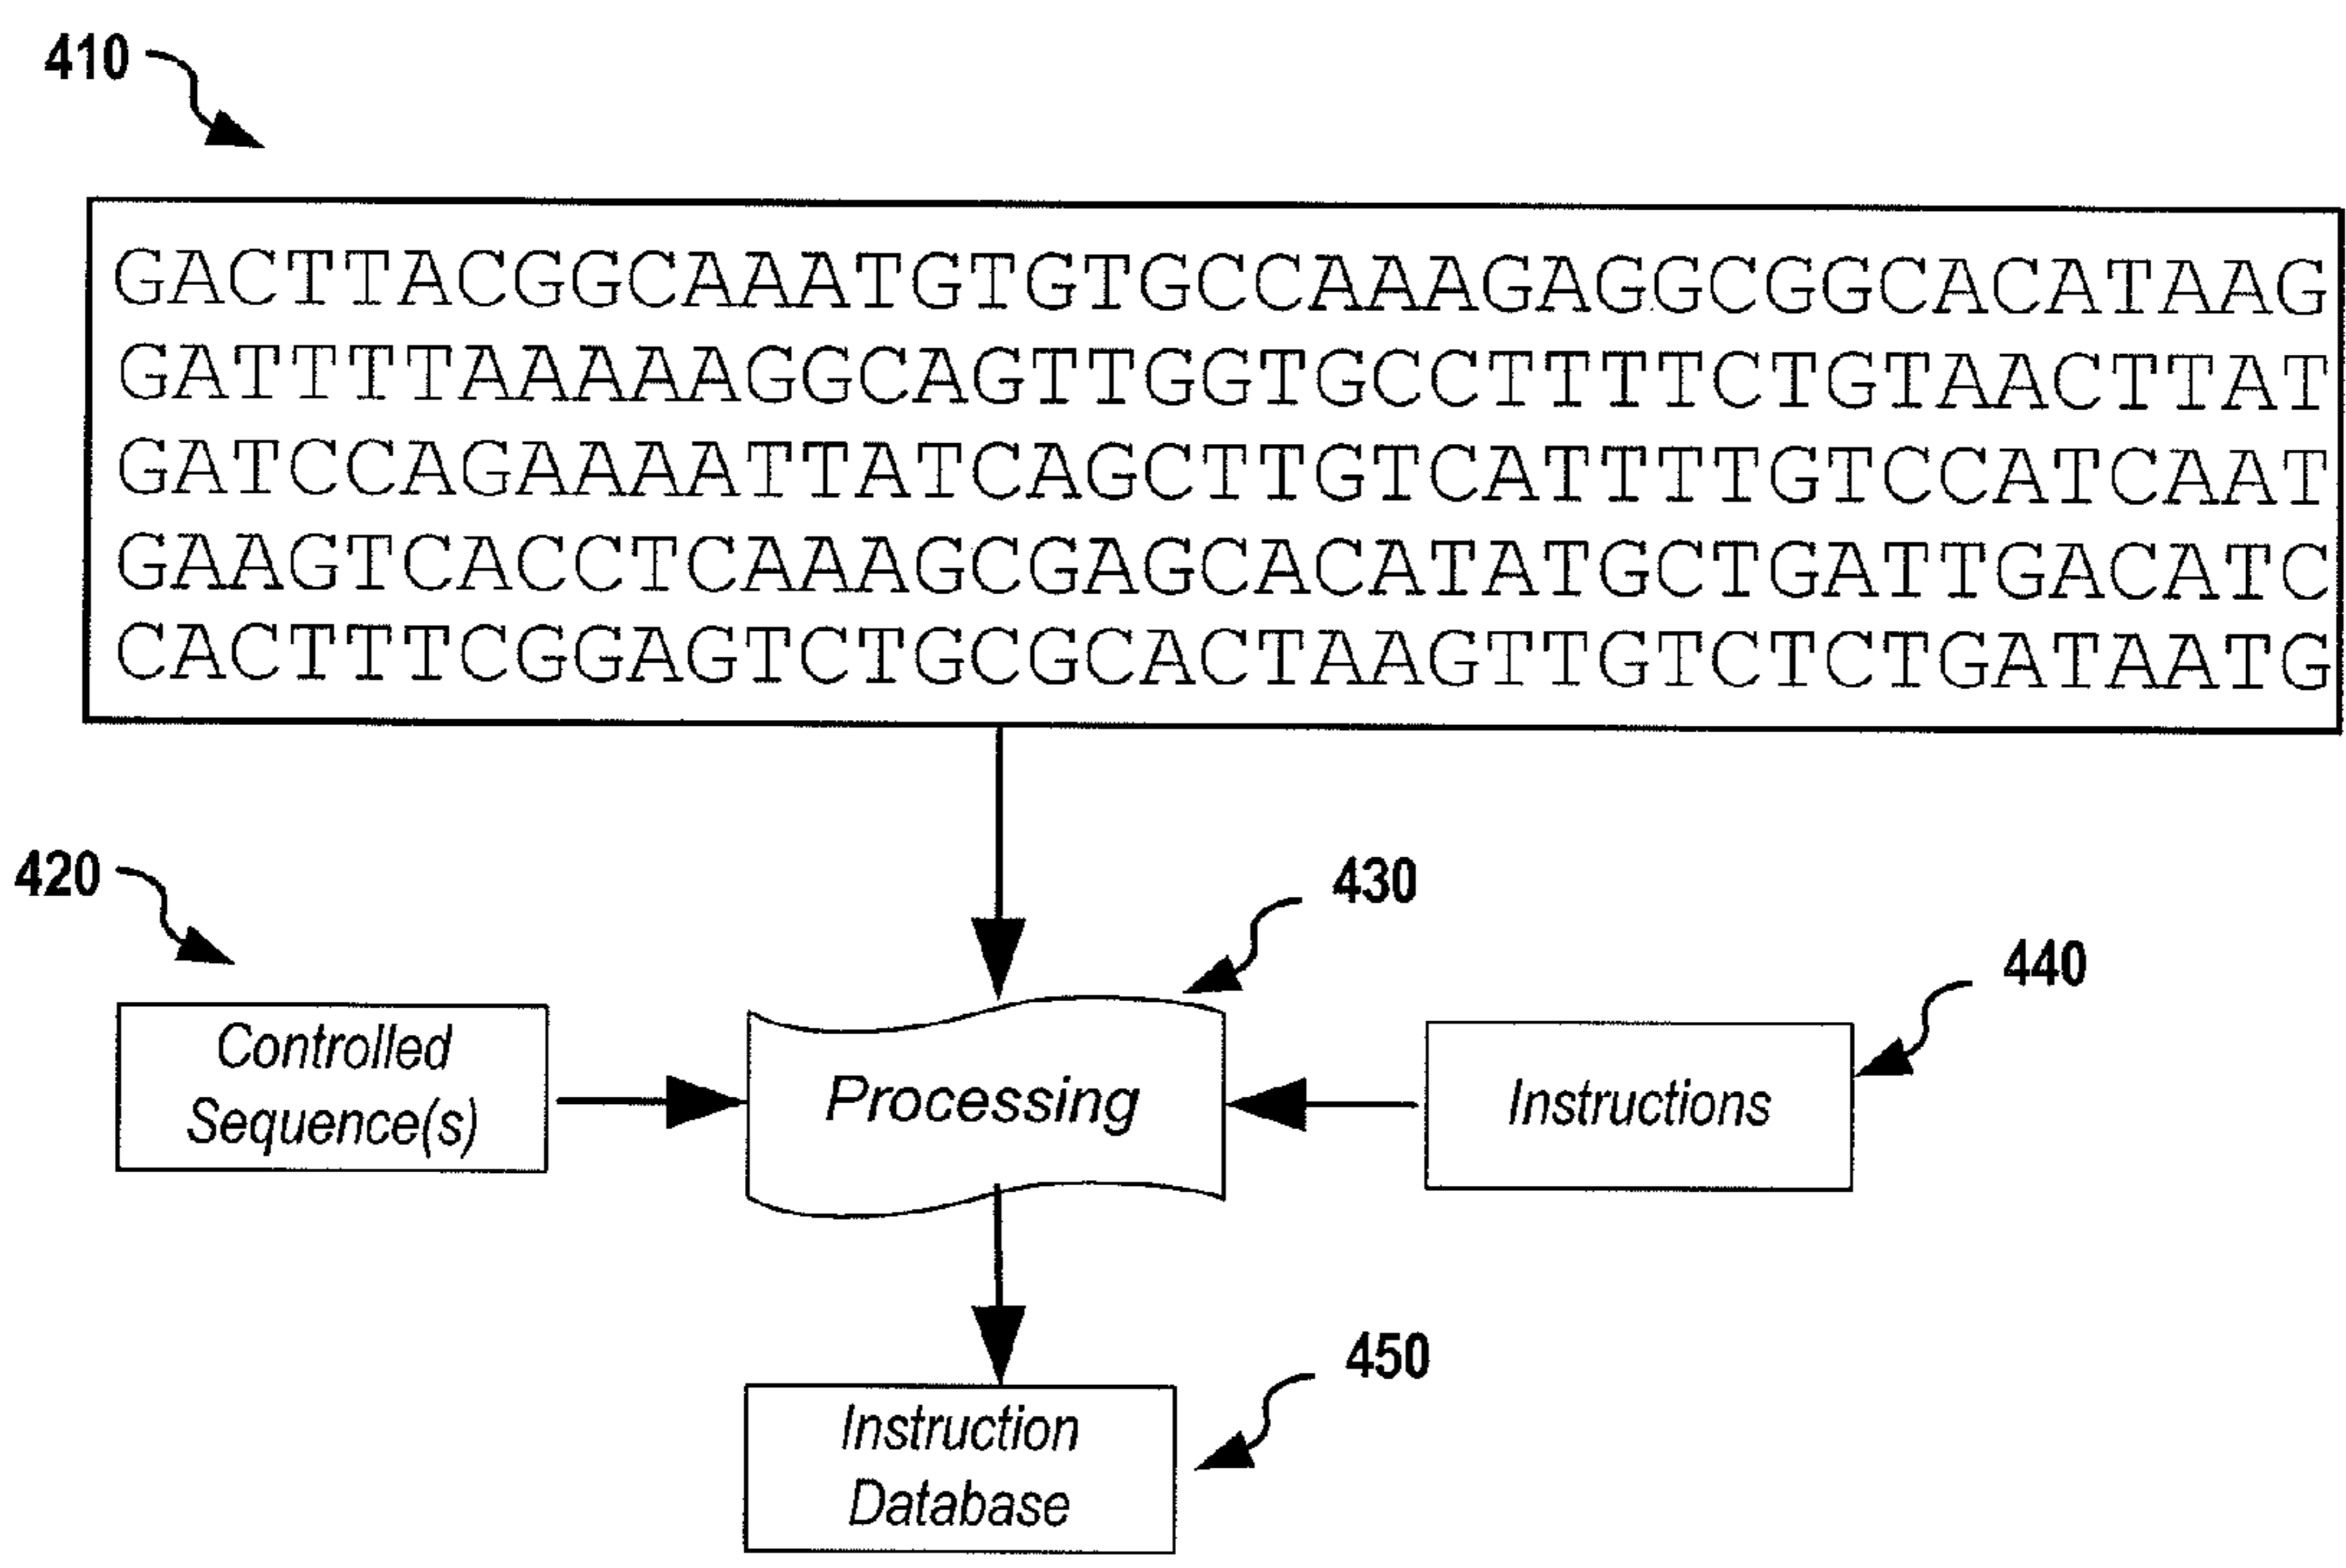 410
GACTTACGGCAAATGTGTGCCAAAGAGGCGGCACATAAG
GATTTTAAAAAGGCAGTTGGTGCCTTTTCTGTAACTTAT
GATCCAGAAAATTATCAGCTTGTCATTTTGTCCATCAAT
GAAGTCACCTCAAAGCGAGCACATATGCTGATTGACATC
CACTTTCGGAGTCTGCGCACTAAGTTGTCTCTGATAATG
420
430
440
Controlled
Sequence(s)
Processing
Instructions
450
Instruction
Database